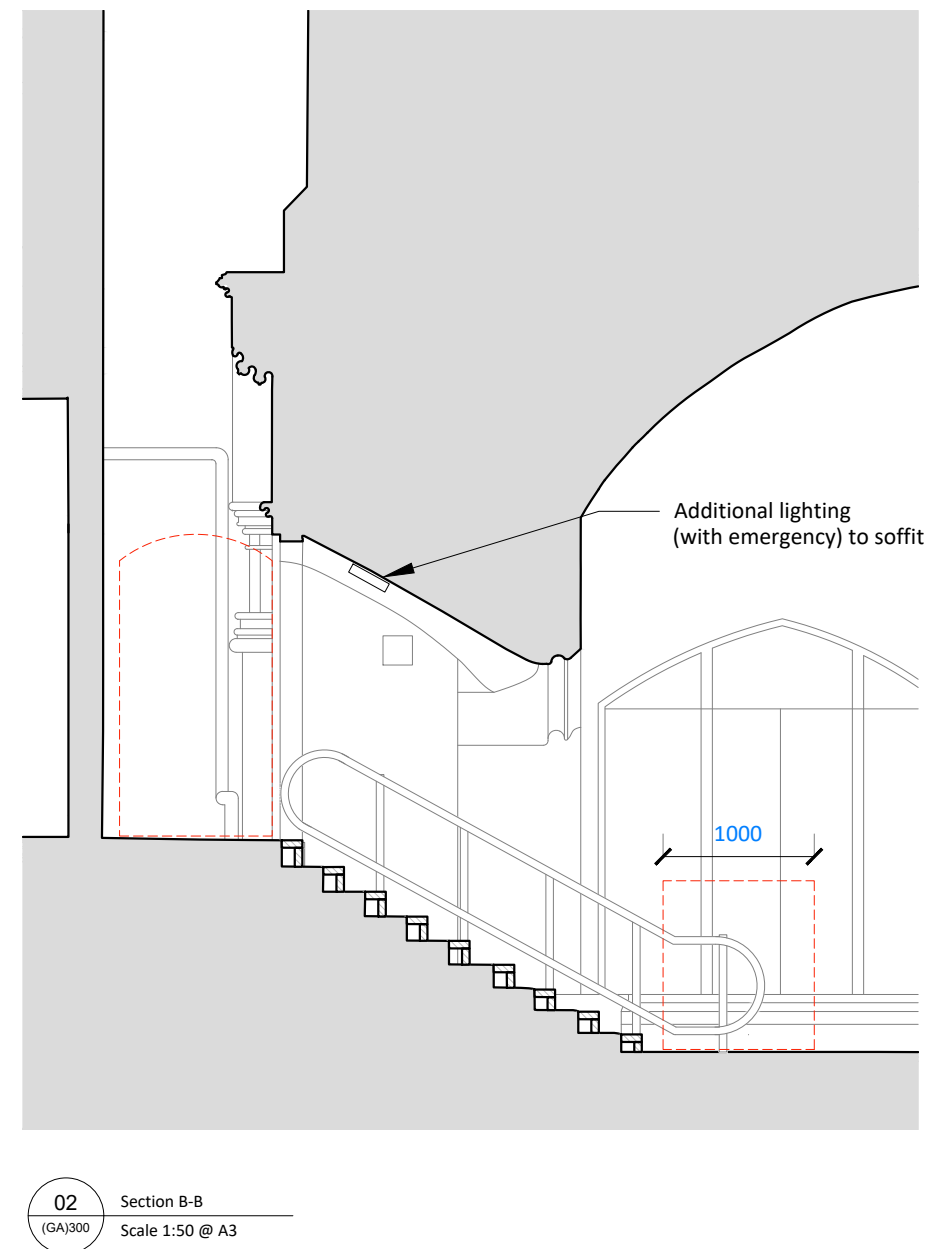 Additional lighting
(with emergency) to soffit
1000
02
(GA)300
Section B-B
Scale 1:50 @ A3